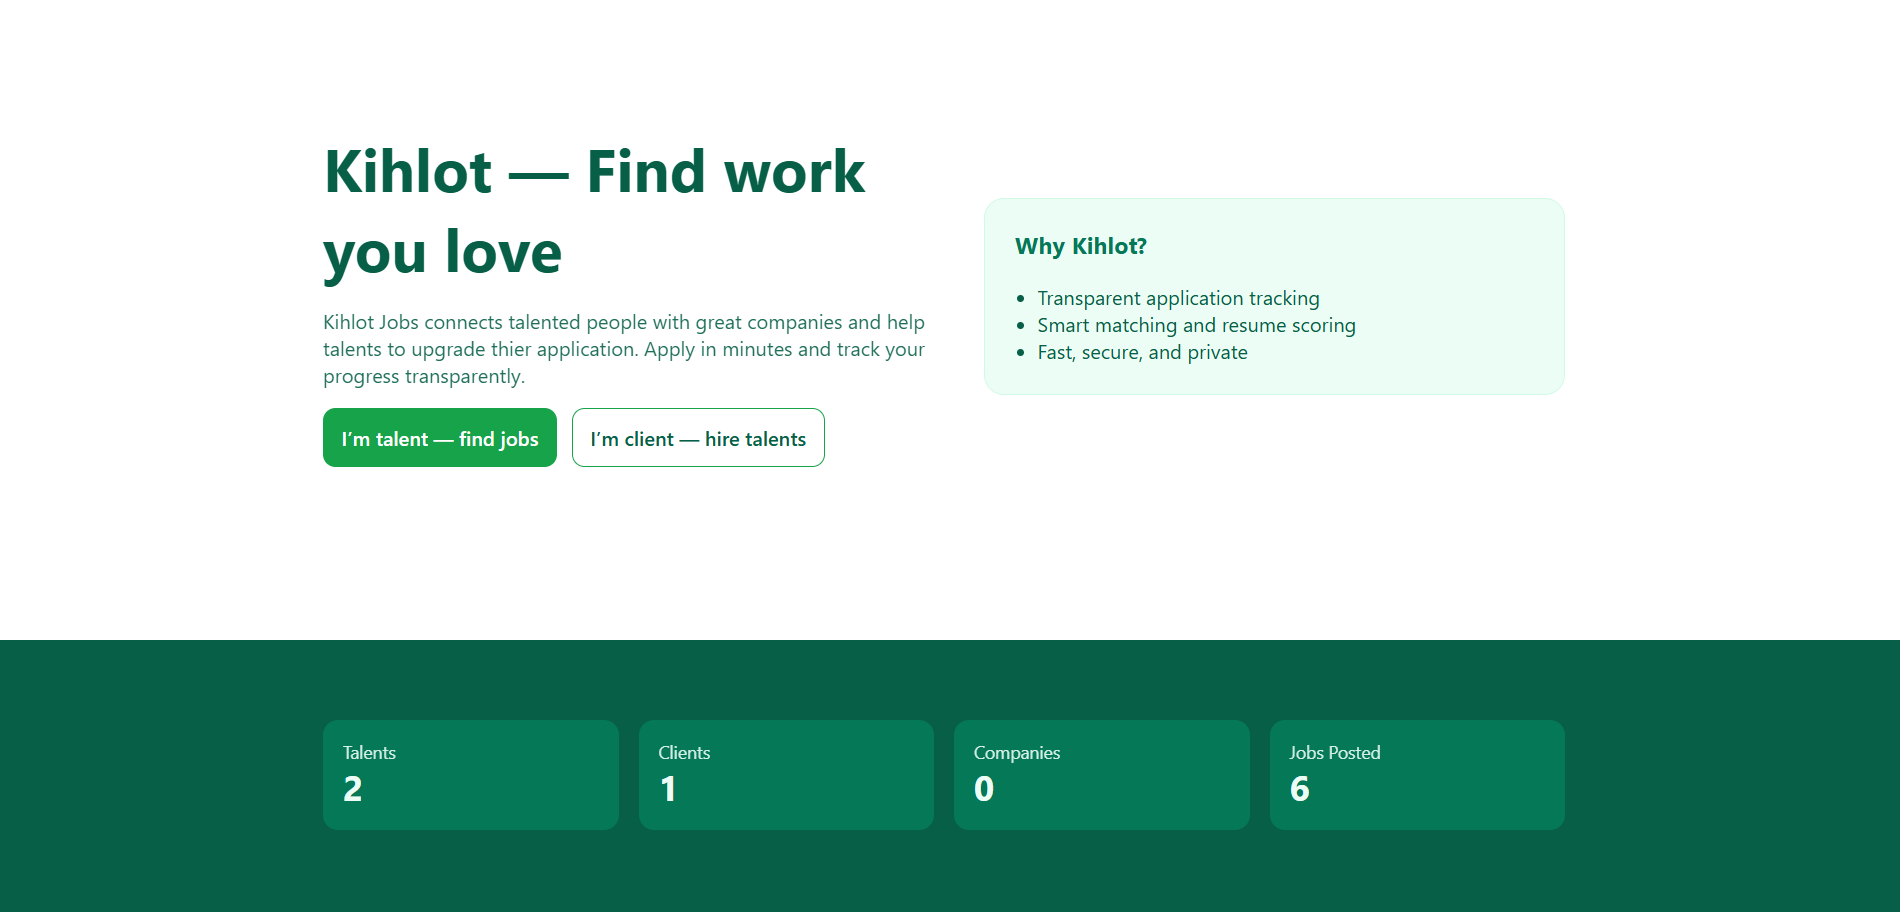 Kihlot — Find work
you love
Kihlot Jobs connects talented people with great companies and help
talents to upgrade thier application. Apply in minutes and track your
progress transparently.
I’m talent — find jobs
I’m client — hire talents
Why Kihlot?
• Transparent application tracking
• Smart matching and resume scoring
• Fast, secure, and private
Talents
2
Clients
1
Companies
0
Jobs Posted
6